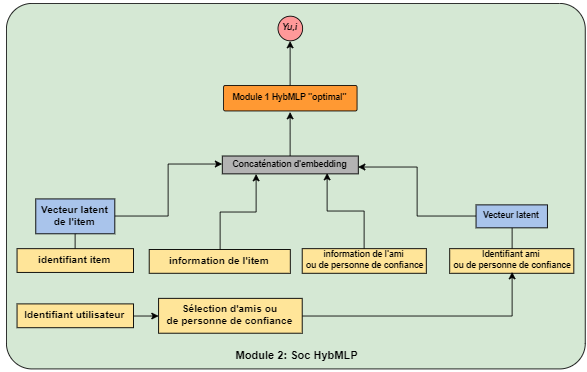 Yu,i
Module 1 HybMLP "optimal"
Concaténation d'embedding
Vecteur latent
de l'item
Vecteur latent
identifiant item
information de l'item
information de l'ami
ou de personne de confiance
Identifiant ami
ou de personne de confiance
Identifiant utilisateur
Sélection d'amis ou
de personne de confiance
Module 2: Soc HybMLP